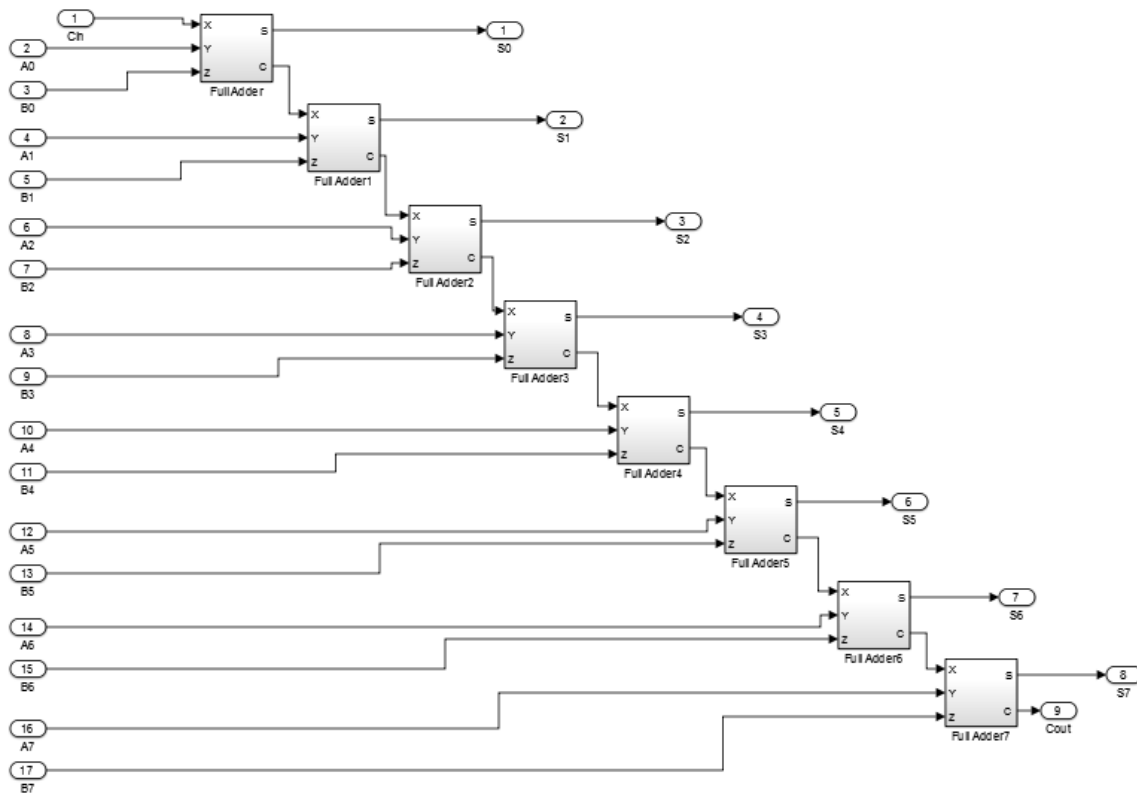 1
CIn
2
A0
3
B0
X
Y
Z
S
C
Full Adder
1
S0
4
A1
5
B1
X
Y
Z
S
C
Full Adder1
2
S1
6
A2
7
B2
X
Y
Z
S
C
Full Adder2
3
S2
8
A3
9
B3
X
Y
Z
S
C
Full Adder3
4
S3
10
A4
11
B4
X
Y
Z
S
C
Full Adder4
5
S4
12
A5
13
B5
X
Y
Z
S
C
Full Adder5
6
S5
14
A6
15
B6
X
Y
Z
S
C
Full Adder6
7
S6
16
A7
17
B7
X
Y
Z
S
C
Full Adder7
8
S7
9
Cout